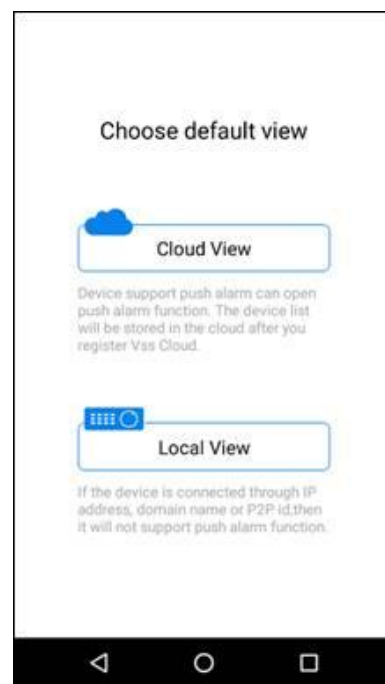 Choose default view
Cloud View
Device support push alarm can open
push alarm function. The device list
will be stored in the cloud after you
register Vss Cloud.
Local View
If the device is connected through IP
address, domain name or P2P id,then
it will not support push alarm function.